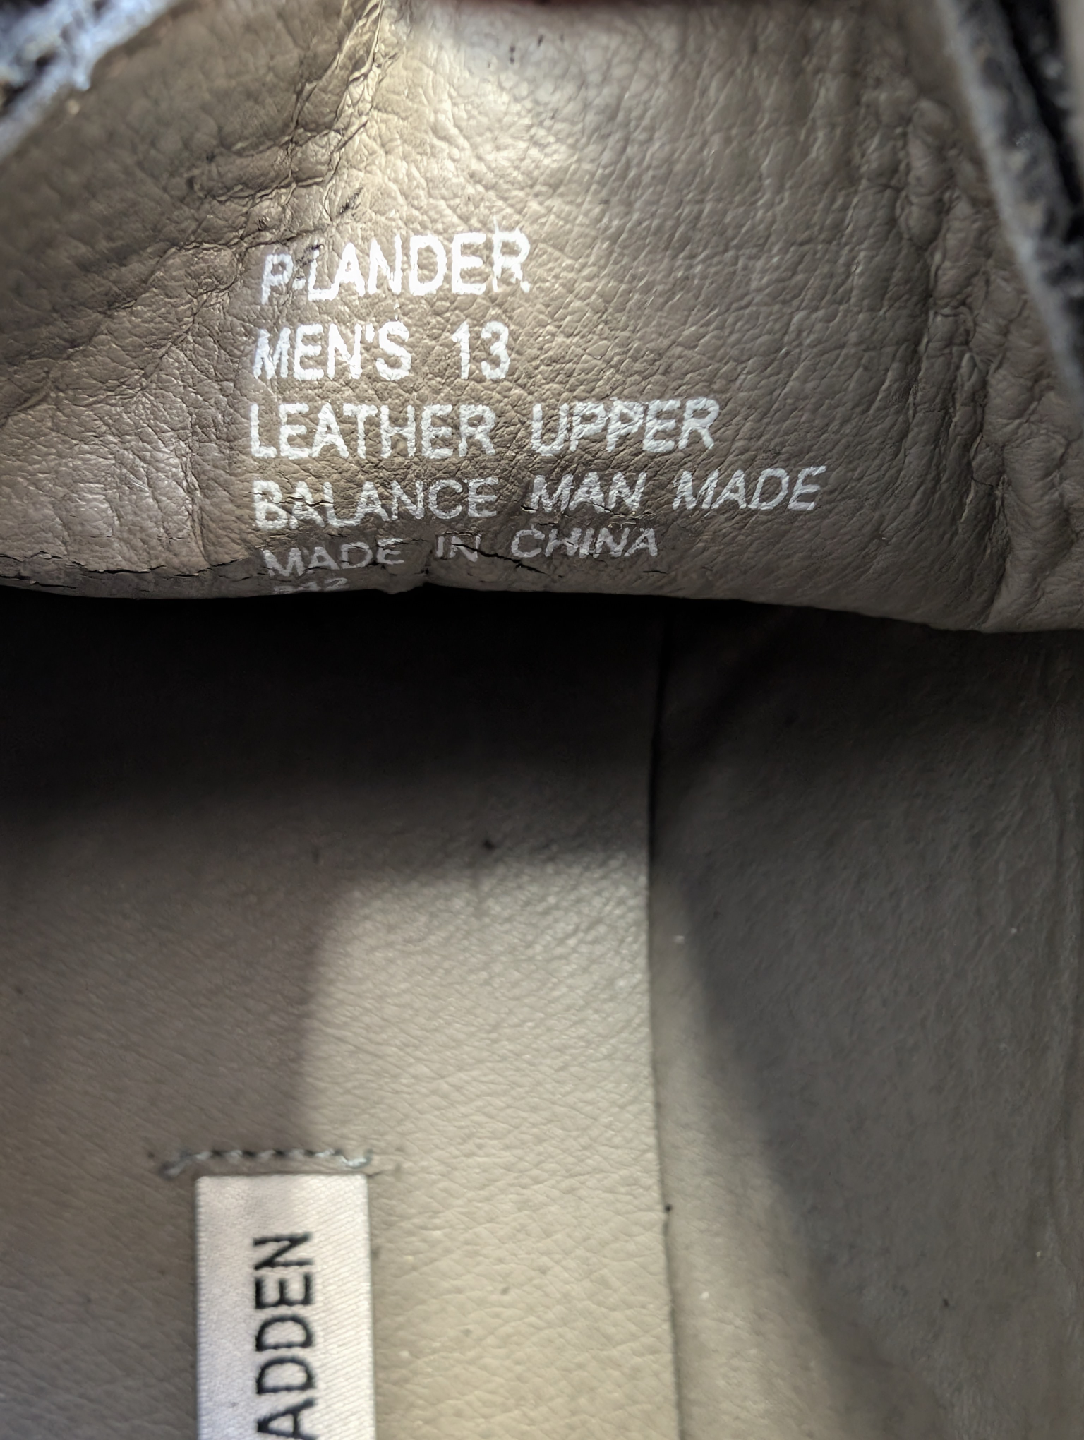 P-LANDER
MEN'S 13
LEATHER UPPER
BALANCE MAN MADE
MADE IN CHINA
ADDEN